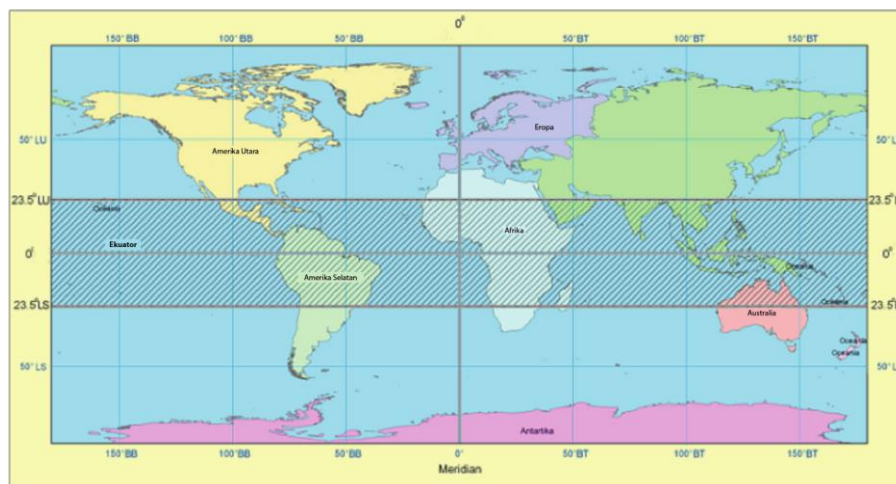 0°
150°BB 100°BB 50°BB 50°BT 100°BT 150°BT
Eropa
50° LU 50° LU
Amerika Utara
23.5°LU 23.5°LU
Oceania
Afrika
Ekuator
0° 0°
Oceania
Amerika Selatan
23.5°LS Oceania 23.5°LS
Australia
Oceania
Oceania
50° LS 50°LS
Antartika
150°BB 100°BB 50°BB 0° 50°BT 100°BT 150°BT
Meridian